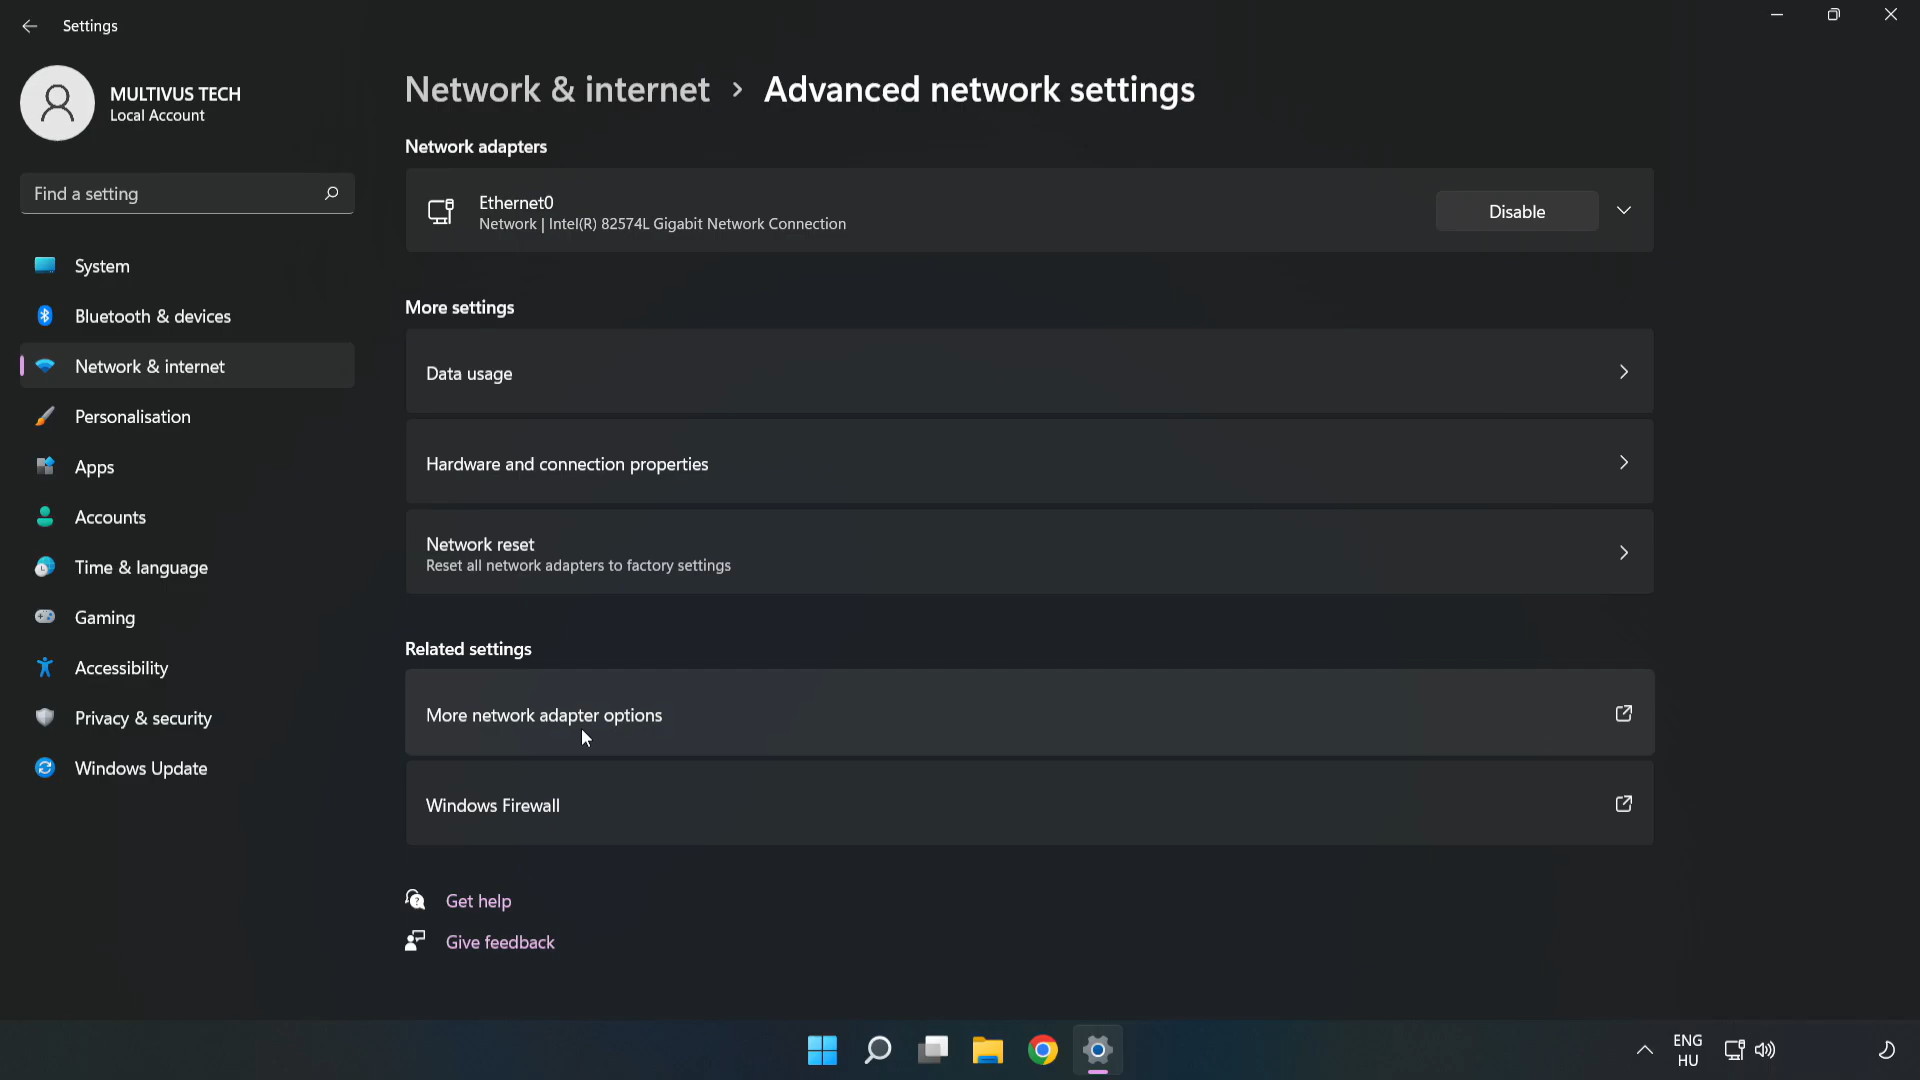 Settings
MULTIVUS TECH
Local Account
Find a setting
System
Bluetooth & devices
Network & internet
Personalisation
Apps
Accounts
Time & language
Gaming
Accessibility
Privacy & security
Windows Update
Network & internet > Advanced network settings
Network adapters
Ethernet0
Network | Intel(R) 82574L Gigabit Network Connection
Disable
More settings
Data usage
Hardware and connection properties
Network reset
Reset all network adapters to factory settings
Related settings
More network adapter options
Windows Firewall
Get help
Give feedback
ENG
HU